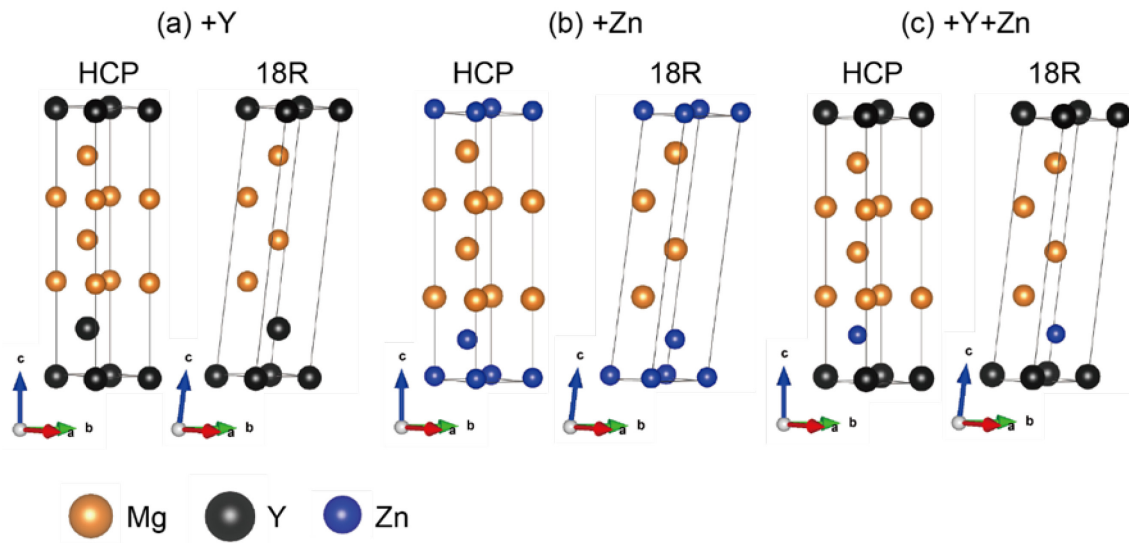 (a) +Y (b) +Zn (c) +Y+Zn
HCP 18R HCP 18R HCP 18R
c c c c c c
a b a b a b a b a b a b
Mg Y Zn